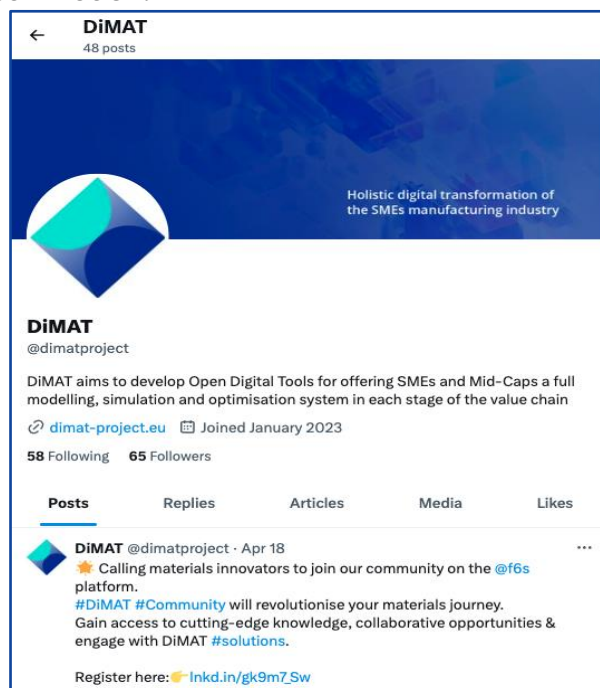 DiMAT
48 posts
Holistic digital transformation of
the SMEs manufacturing industry
DiMAT
@dimatproject
DiMAT aims to develop Open Digital Tools for offering SMEs and Mid-Caps a full
modelling, simulation and optimisation system in each stage of the value chain
dimat-project.eu Joined January 2023
58 Following 65 Followers
Posts Replies Articles Media Likes
DiMAT @dimatproject · Apr 18
Calling materials innovators to join our community on the @f6s
platform.
#DiMAT #Community will revolutionise your materials journey.
Gain access to cutting-edge knowledge, collaborative opportunities &
engage with DiMAT #solutions.
Register here:👉lnkd.in/gk9m7_Sw